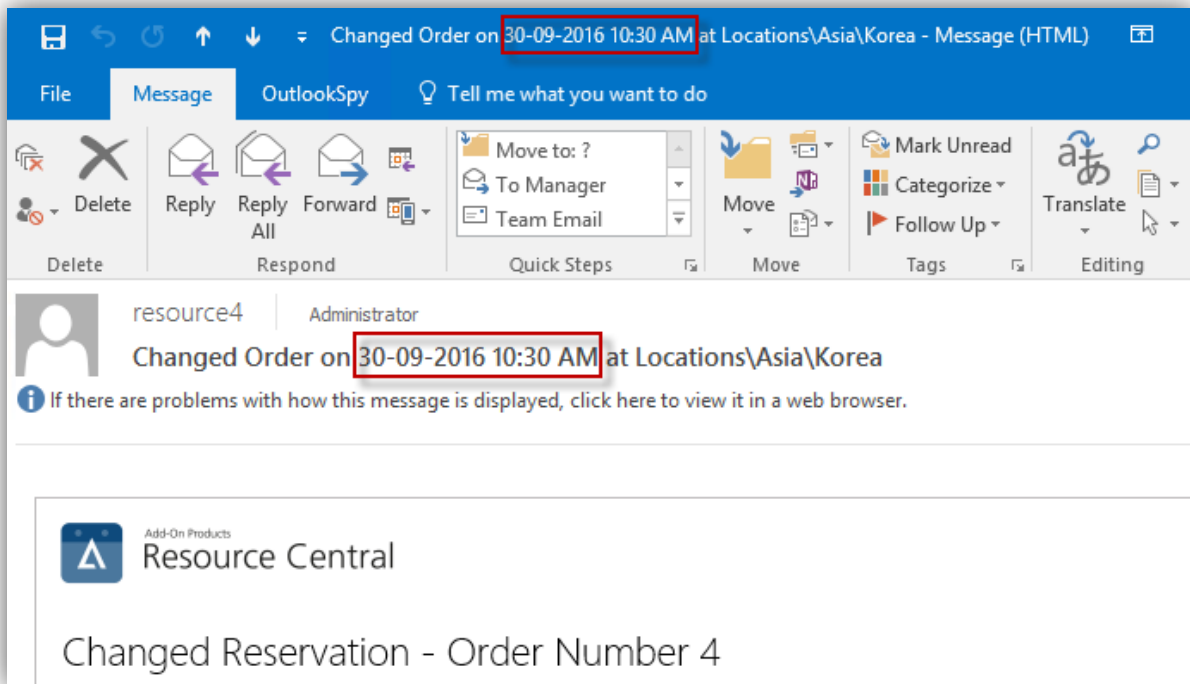 Changed Order on 30-09-2016 10:30 AM at Locations\Asia\Korea - Message (HTML)
File Message OutlookSpy Tell me what you want to do
Delete
Reply
Reply All
Forward
Move to: ?
To Manager
Team Email
Move
Mark Unread
Categorize
Follow Up
Translate
Delete Respond Quick Steps Move Tags Editing
resource4 Administrator
Changed Order on 30-09-2016 10:30 AM at Locations\Asia\Korea
If there are problems with how this message is displayed, click here to view it in a web browser.
Add-On Products
Resource Central
Changed Reservation - Order Number 4